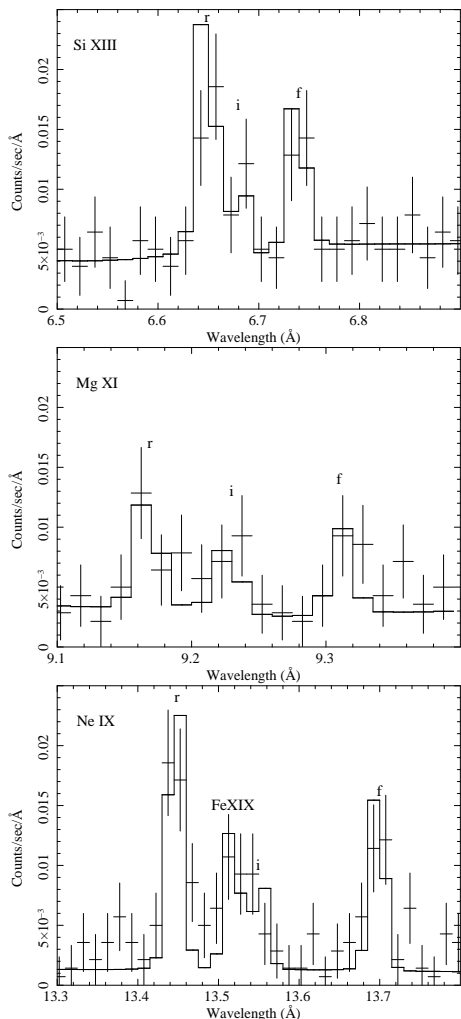 Si XIII
r
i
f
Counts/sec/Å
0
5×10⁻³
0.01
0.015
0.02
6.5
6.6
6.7
6.8
Wavelength (Å)
Mg XI
r
i
f
Counts/sec/Å
0
5×10⁻³
0.01
0.015
0.02
9.1
9.2
9.3
Wavelength (Å)
Ne IX
r
FeXIX
i
f
Counts/sec/Å
0
5×10⁻³
0.01
0.015
0.02
13.3
13.4
13.5
13.6
13.7
Wavelength (Å)